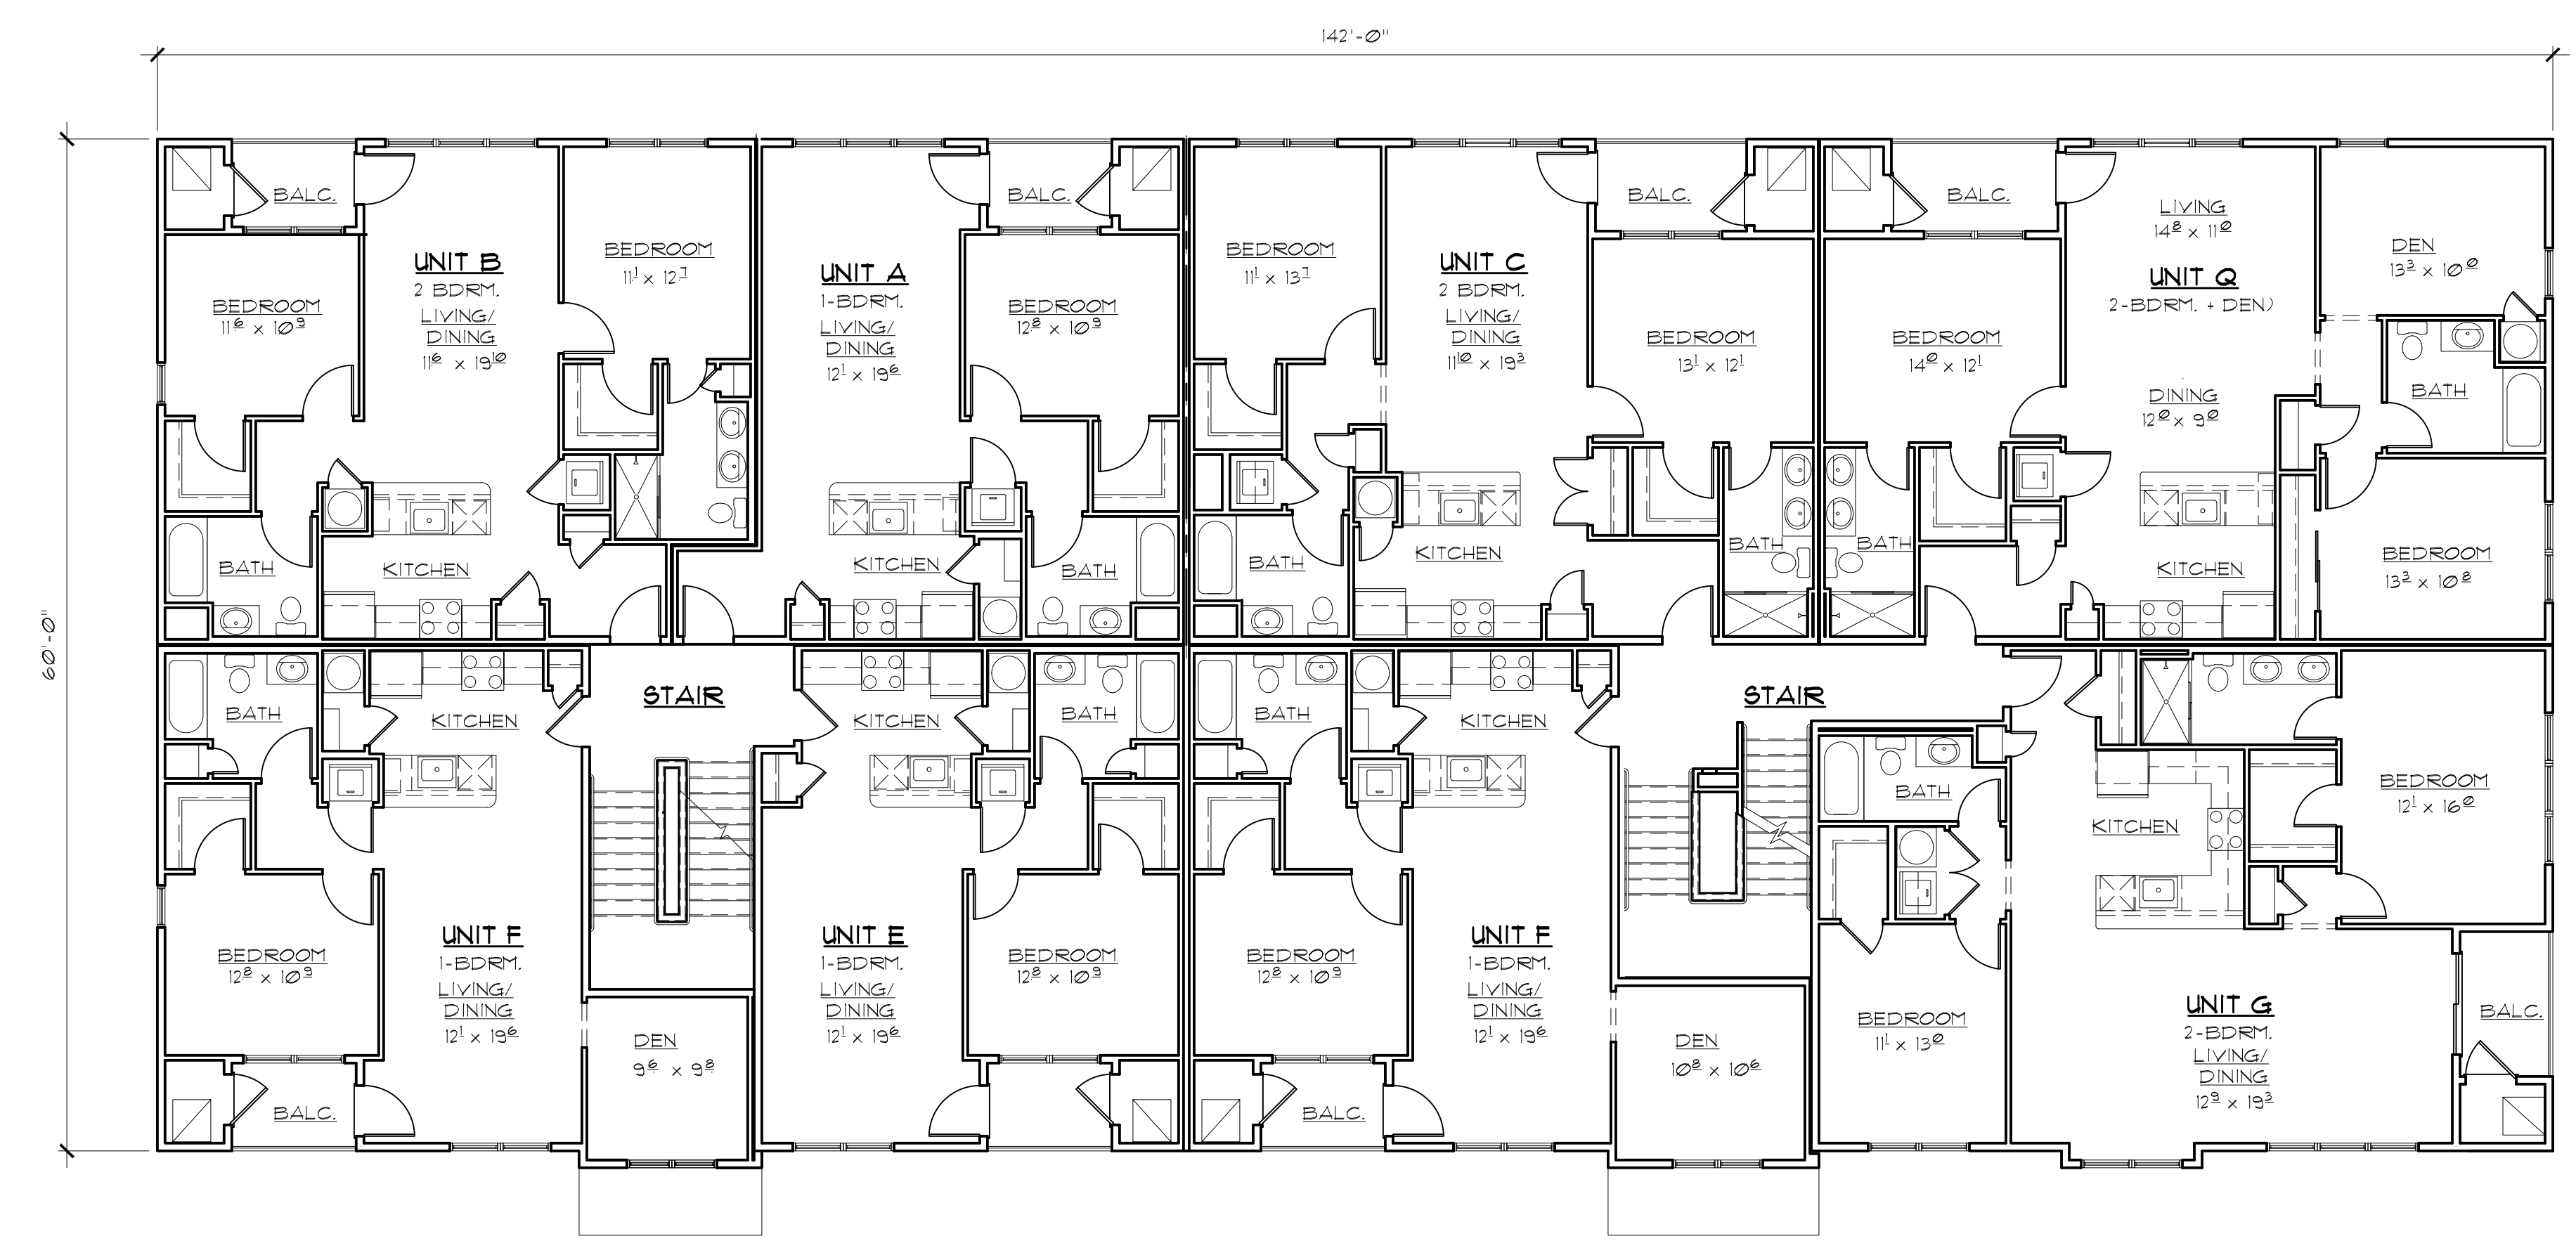 142'-0"
60'-0"
BALC.
UNIT B
2 BDRM.
LIVING/
DINING
11⁶ x 19¹⁰
BEDROOM
11¹ x 12⁷
BEDROOM
11⁶ x 10⁹
BATH
KITCHEN
UNIT A
1-BDRM.
LIVING/
DINING
12¹ x 19⁶
BALC.
BEDROOM
12⁸ x 10⁹
KITCHEN
BATH
BEDROOM
11¹ x 13⁷
UNIT C
2 BDRM.
LIVING/
DINING
11¹⁰ x 19³
BALC.
BEDROOM
13¹ x 12¹
BATH
KITCHEN
BATH
BALC.
BEDROOM
14⁰ x 12¹
BATH
LIVING
14⁸ x 11⁰
UNIT Q
2-BDRM. + DEN)
DINING
12⁰ x 9⁰
KITCHEN
DEN
13³ x 10⁰
BATH
BEDROOM
13³ x 10⁸
BATH
KITCHEN
STAIR
BEDROOM
12⁸ x 10⁹
UNIT F
1-BDRM.
LIVING/
DINING
12¹ x 19⁶
BALC.
DEN
9⁶ x 9⁸
KITCHEN
BATH
UNIT E
1-BDRM.
LIVING/
DINING
12¹ x 19⁶
BEDROOM
12⁸ x 10⁹
BATH
KITCHEN
STAIR
BEDROOM
12⁸ x 10⁹
UNIT F
1-BDRM.
LIVING/
DINING
12¹ x 19⁶
BALC.
DEN
10⁸ x 10⁶
BATH
KITCHEN
BEDROOM
12¹ x 16⁰
BEDROOM
11¹ x 13⁰
UNIT G
2-BDRM.
LIVING/
DINING
12⁹ x 19³
BALC.